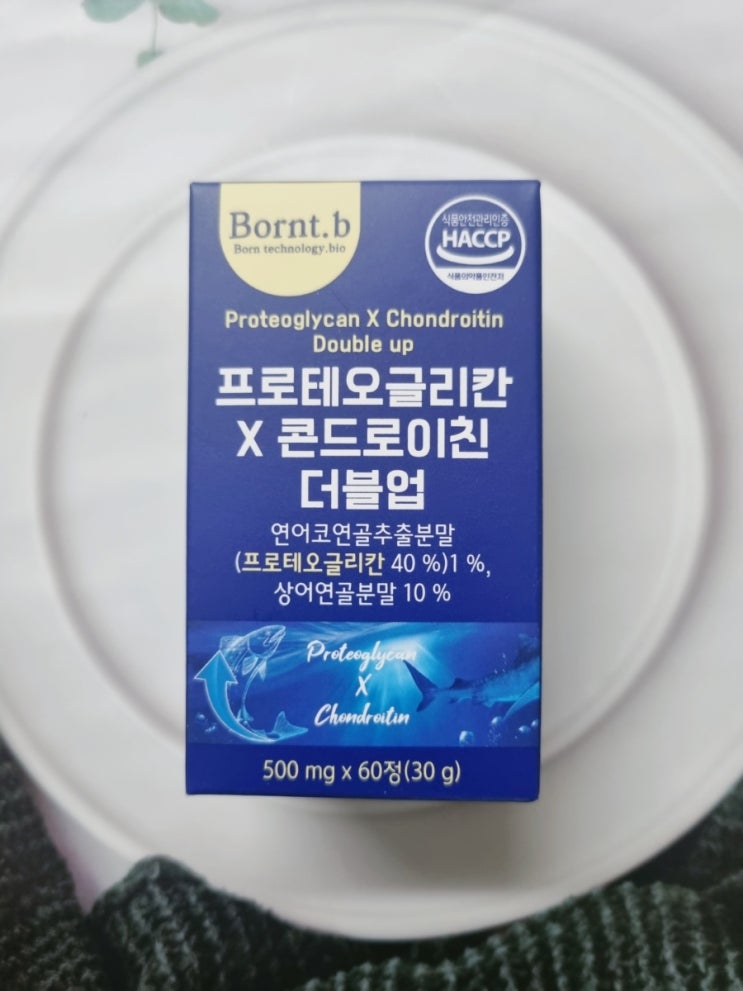 Bornt.b
Born technology.bio
식품안전관리인증
HACCP
식품의약품안전처
Proteoglycan X Chondroitin
Double up
프로테오글리칸
X 콘드로이친
더블업
연어코연골추출분말
(프로테오글리칸 40 %)1 %,
상어연골분말 10 %
Proteoglycan
X
Chondroitin
500 mg x 60정(30 g)